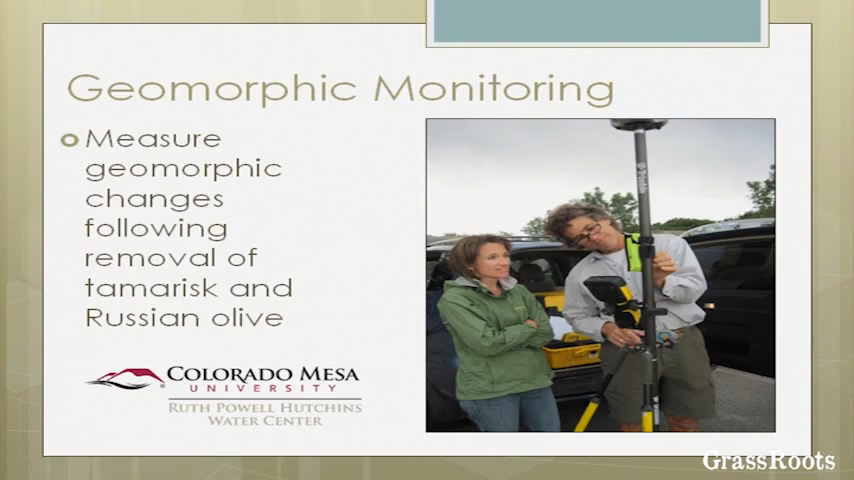 Geomorphic Monitoring
Measure
geomorphic
changes
following
removal of
tamarisk and
Russian olive
COLORADO MESA
UNIVERSITY
RUTH POWELL HUTCHINS
WATER CENTER
Trimble
GrassRoots